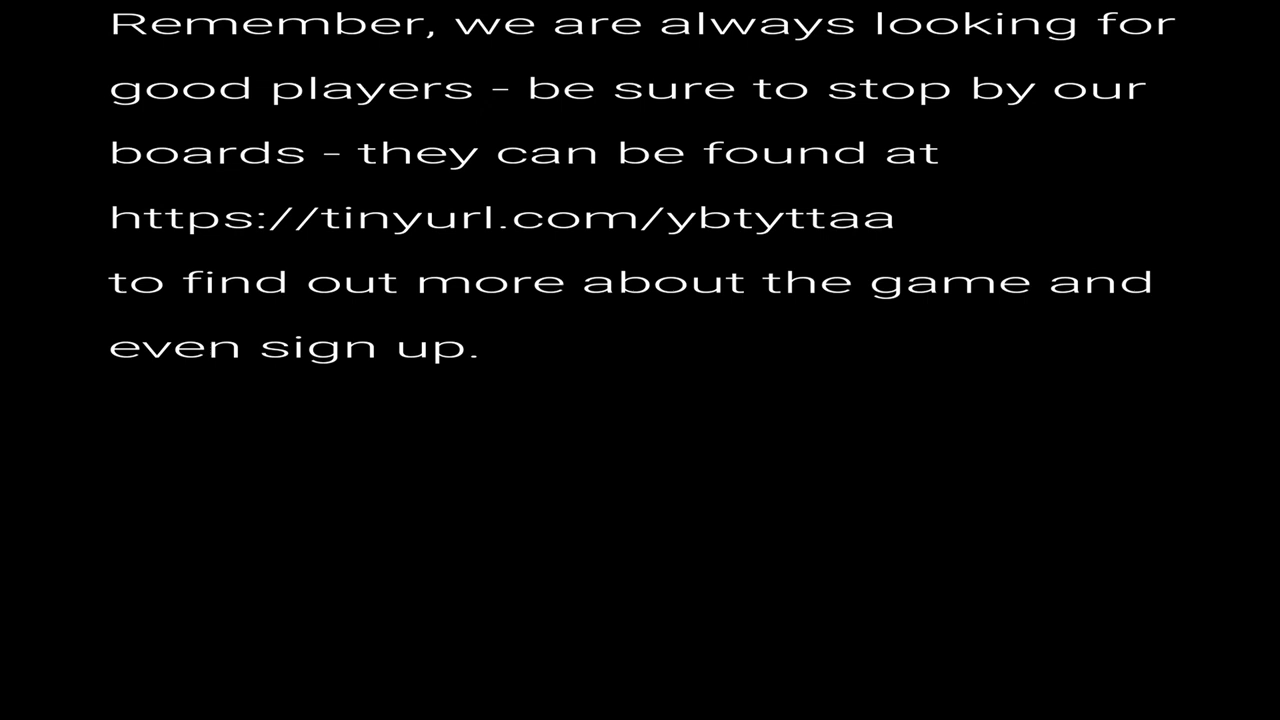 Remember, we are always looking for
good players - be sure to stop by our
boards - they can be found at
https://tinyurl.com/ybtyttaa
to find out more about the game and
even sign up.